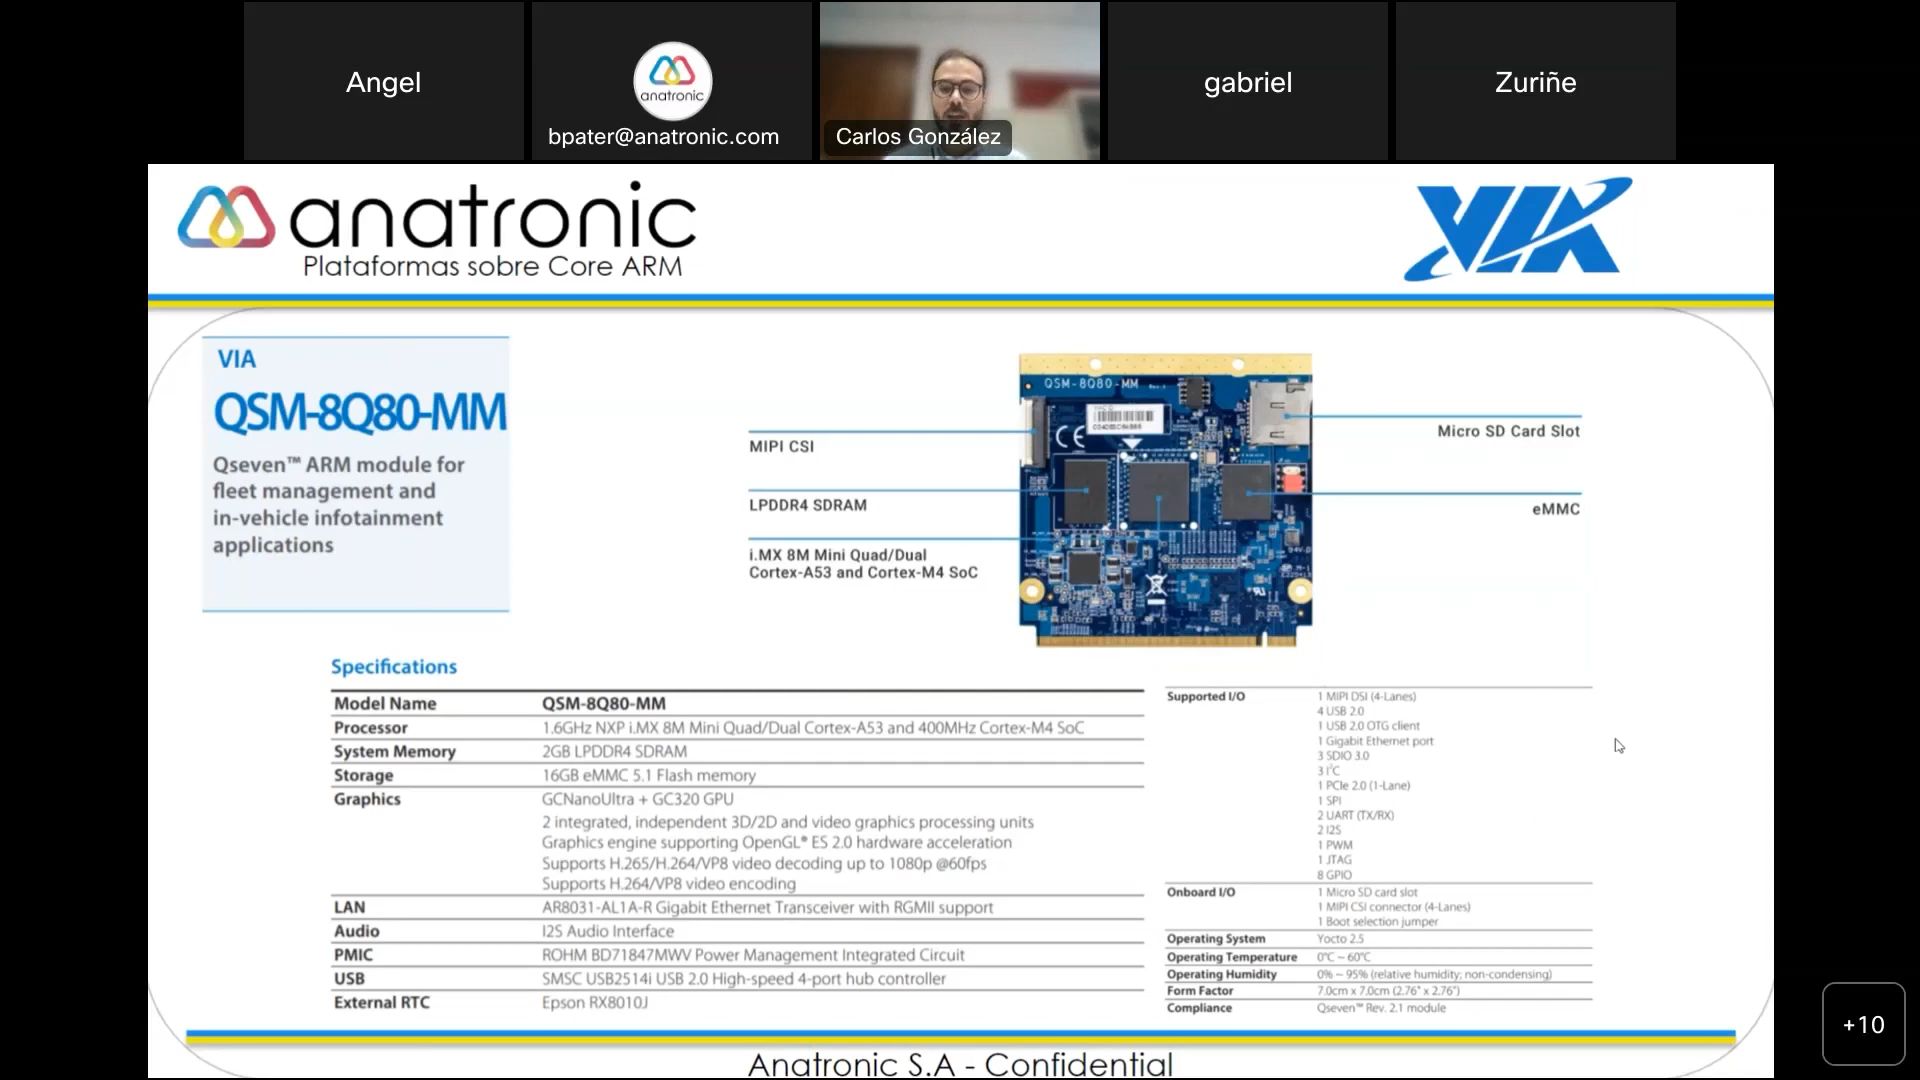 Angel
anatronic
bpater@anatronic.com
Carlos González
gabriel
Zuriñe
anatronic
Plataformas sobre Core ARM
VIA
VIA
QSM-8Q80-MM
Qseven™ ARM module for
fleet management and
in-vehicle infotainment
applications
QSM-8Q80-MM
CE
MIPI CSI
LPDDR4 SDRAM
i.MX 8M Mini Quad/Dual
Cortex-A53 and Cortex-M4 SoC
Micro SD Card Slot
eMMC
Specifications
Model Name QSM-8Q80-MM
Processor 1.6GHz NXP i.MX 8M Mini Quad/Dual Cortex-A53 and 400MHz Cortex-M4 SoC
System Memory 2GB LPDDR4 SDRAM
Storage 16GB eMMC 5.1 Flash memory
Graphics GCNanoUltra + GC320 GPU
2 integrated, independent 3D/2D and video graphics processing units
Graphics engine supporting OpenGL® ES 2.0 hardware acceleration
Supports H.265/H.264/VP8 video decoding up to 1080p @60fps
Supports H.264/VP8 video encoding
LAN AR8031-AL1A-R Gigabit Ethernet Transceiver with RGMII support
Audio I2S Audio Interface
PMIC ROHM BD71847MWV Power Management Integrated Circuit
USB SMSC USB2514i USB 2.0 High-speed 4-port hub controller
External RTC Epson RX8010J
Supported I/O 1 MIPI DSI (4-Lanes)
4 USB 2.0
1 USB 2.0 OTG client
1 Gigabit Ethernet port
3 SDIO 3.0
3 I²C
1 PCIe 2.0 (1-Lane)
1 SPI
2 UART (TX/RX)
2 I2S
1 PWM
1 JTAG
8 GPIO
Onboard I/O 1 Micro SD card slot
1 MIPI CSI connector (4-Lanes)
1 Boot selection jumper
Operating System Yocto 2.5
Operating Temperature 0°C ~ 60°C
Operating Humidity 0% ~ 95% (relative humidity; non-condensing)
Form Factor 7.0cm x 7.0cm (2.76" x 2.76")
Compliance Qseven™ Rev. 2.1 module
Anatronic S.A - Confidential
+10